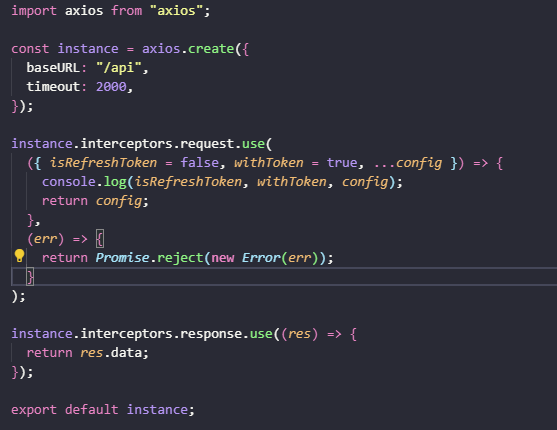 import axios from "axios";
const instance = axios.create({
  baseURL: "/api",
  timeout: 2000,
});
instance.interceptors.request.use(
  ({ isRefreshToken = false, withToken = true, ...config }) => {
    console.log(isRefreshToken, withToken, config);
    return config;
  },
  (err) => {
    return Promise.reject(new Error(err));
  }
);
instance.interceptors.response.use((res) => {
  return res.data;
});
export default instance;